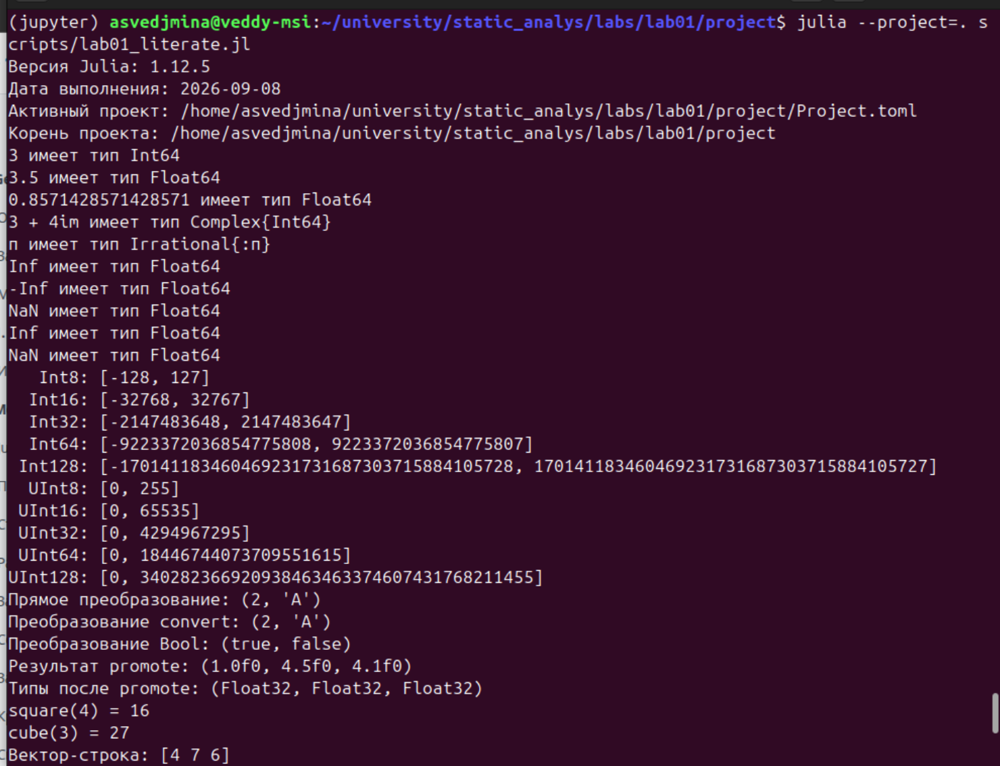 (jupyter) asvedjmina@veddy-msi:~/university/static_analys/labs/lab01/project$ julia --project=. s
cripts/lab01_literate.jl
Версия Julia: 1.12.5
Дата выполнения: 2026-09-08
Активный проект: /home/asvedjmina/university/static_analys/labs/lab01/project/Project.toml
Корень проекта: /home/asvedjmina/university/static_analys/labs/lab01/project
3 имеет тип Int64
3.5 имеет тип Float64
0.8571428571428571 имеет тип Float64
3 + 4im имеет тип Complex{Int64}
π имеет тип Irrational{:π}
Inf имеет тип Float64
-Inf имеет тип Float64
NaN имеет тип Float64
Inf имеет тип Float64
NaN имеет тип Float64
Int8: [-128, 127]
Int16: [-32768, 32767]
Int32: [-2147483648, 2147483647]
Int64: [-9223372036854775808, 9223372036854775807]
Int128: [-170141183460469231731687303715884105728, 170141183460469231731687303715884105727]
UInt8: [0, 255]
UInt16: [0, 65535]
UInt32: [0, 4294967295]
UInt64: [0, 18446744073709551615]
UInt128: [0, 340282366920938463463374607431768211455]
Прямое преобразование: (2, 'A')
Преобразование convert: (2, 'A')
Преобразование Bool: (true, false)
Результат promote: (1.0f0, 4.5f0, 4.1f0)
Типы после promote: (Float32, Float32, Float32)
square(4) = 16
cube(3) = 27
Вектор-строка: [4 7 6]